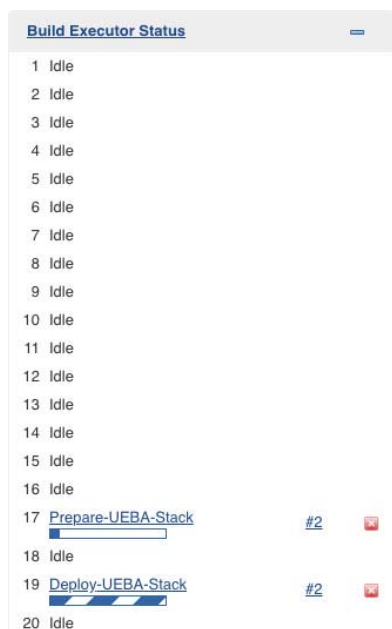 Build Executor Status
1 Idle
2 Idle
3 Idle
4 Idle
5 Idle
6 Idle
7 Idle
8 Idle
9 Idle
10 Idle
11 Idle
12 Idle
13 Idle
14 Idle
15 Idle
16 Idle
17 Prepare-UEBA-Stack #2
18 Idle
19 Deploy-UEBA-Stack #2
20 Idle